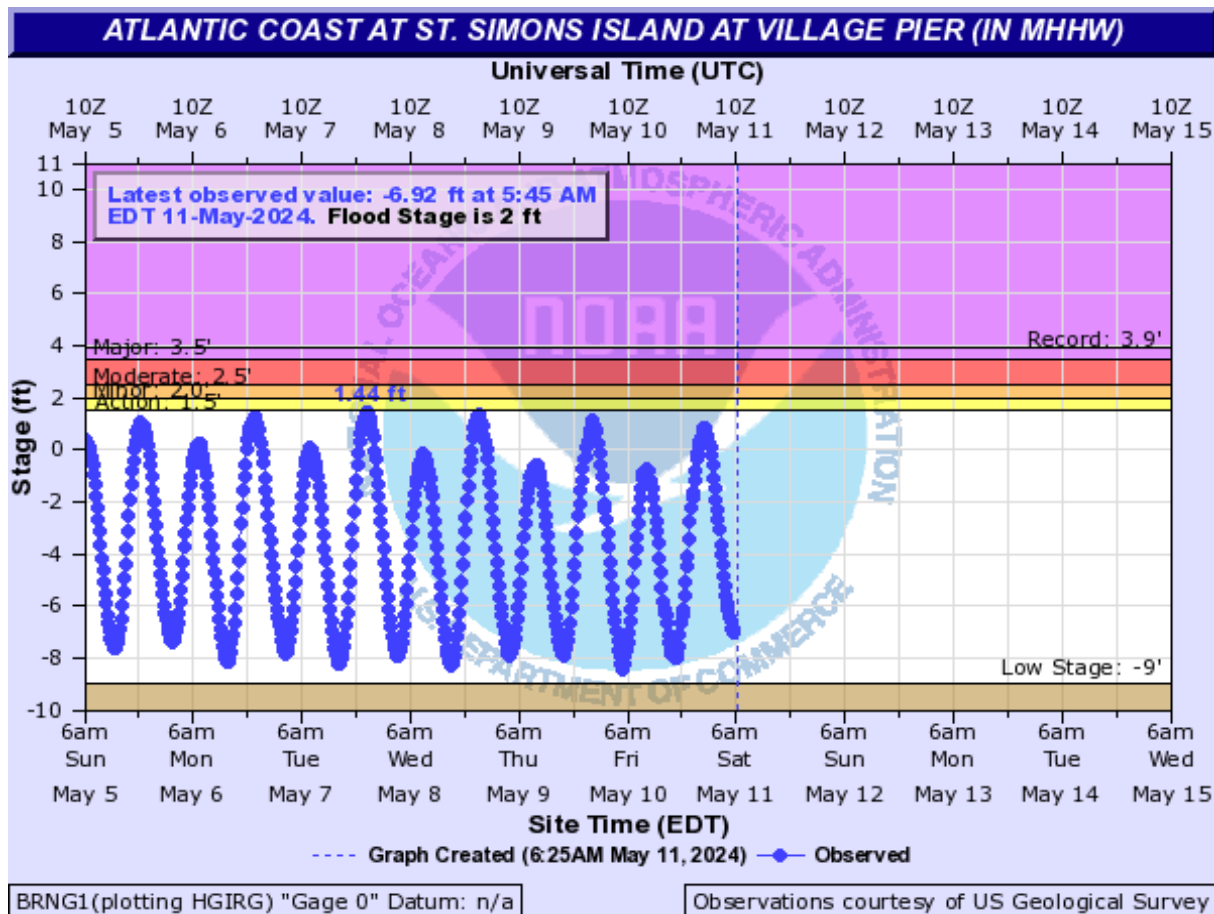 ATLANTIC COAST AT ST. SIMONS ISLAND AT VILLAGE PIER (IN MHHW)
Universal Time (UTC)
10Z 10Z 10Z 10Z 10Z 10Z 10Z 10Z 10Z 10Z 10Z
May 5 May 6 May 7 May 8 May 9 May 10 May 11 May 12 May 13 May 14 May 15
11
10
8
6
4
2
0
-2
-4
-6
-8
-10
Stage (ft)
Latest observed value: -6.92 ft at 5:45 AM
EDT 11-May-2024. Flood Stage is 2 ft
NOAA
ATMOSPHERIC ADMINISTRATION
U.S. DEPARTMENT OF COMMERCE
Record: 3.9'
Major: 3.5'
Moderate: 2.5'
Minor: 2.0'
Action: 1.5'
1.44 ft
Low Stage: -9'
6am 6am 6am 6am 6am 6am 6am 6am 6am 6am 6am
Sun Mon Tue Wed Thu Fri Sat Sun Mon Tue Wed
May 5 May 6 May 7 May 8 May 9 May 10 May 11 May 12 May 13 May 14 May 15
Site Time (EDT)
Graph Created (6:25AM May 11, 2024) Observed
BRNG1(plotting HGIRG) "Gage 0" Datum: n/a
Observations courtesy of US Geological Survey